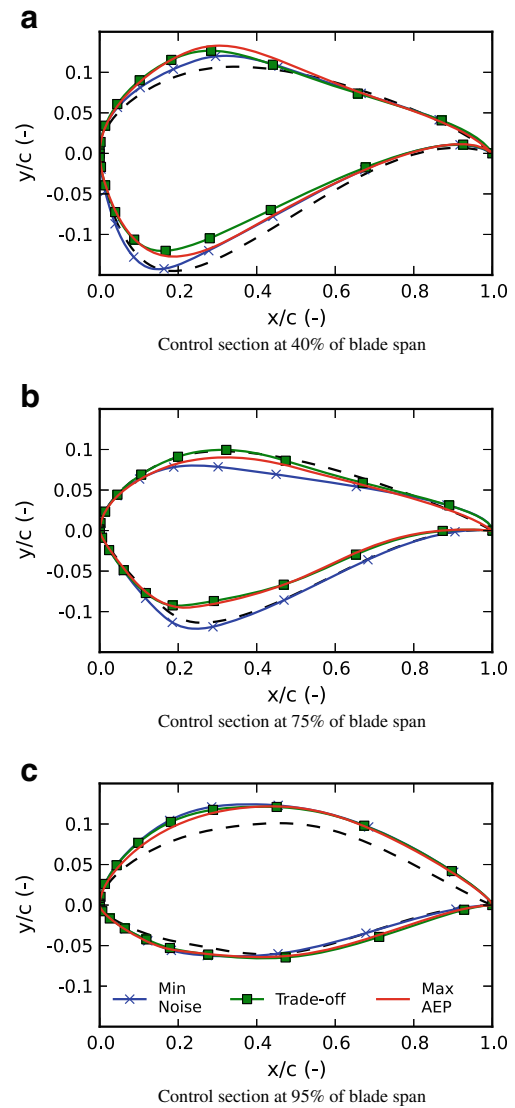 a
0.10
0.05
0.0
-0.05
-0.1
y/c (-)
0.0 0.2 0.4 0.6 0.8 1.0
x/c (-)
Control section at 40% of blade span
b
0.1
0.05
0.0
-0.05
-0.1
y/c (-)
0.0 0.2 0.4 0.6 0.8 1.0
x/c (-)
Control section at 75% of blade span
c
0.1
0.05
0.0
-0.05
-0.1
y/c (-)
Min Noise
Trade-off
Max AEP
0.0 0.2 0.4 0.6 0.8 1.0
x/c (-)
Control section at 95% of blade span